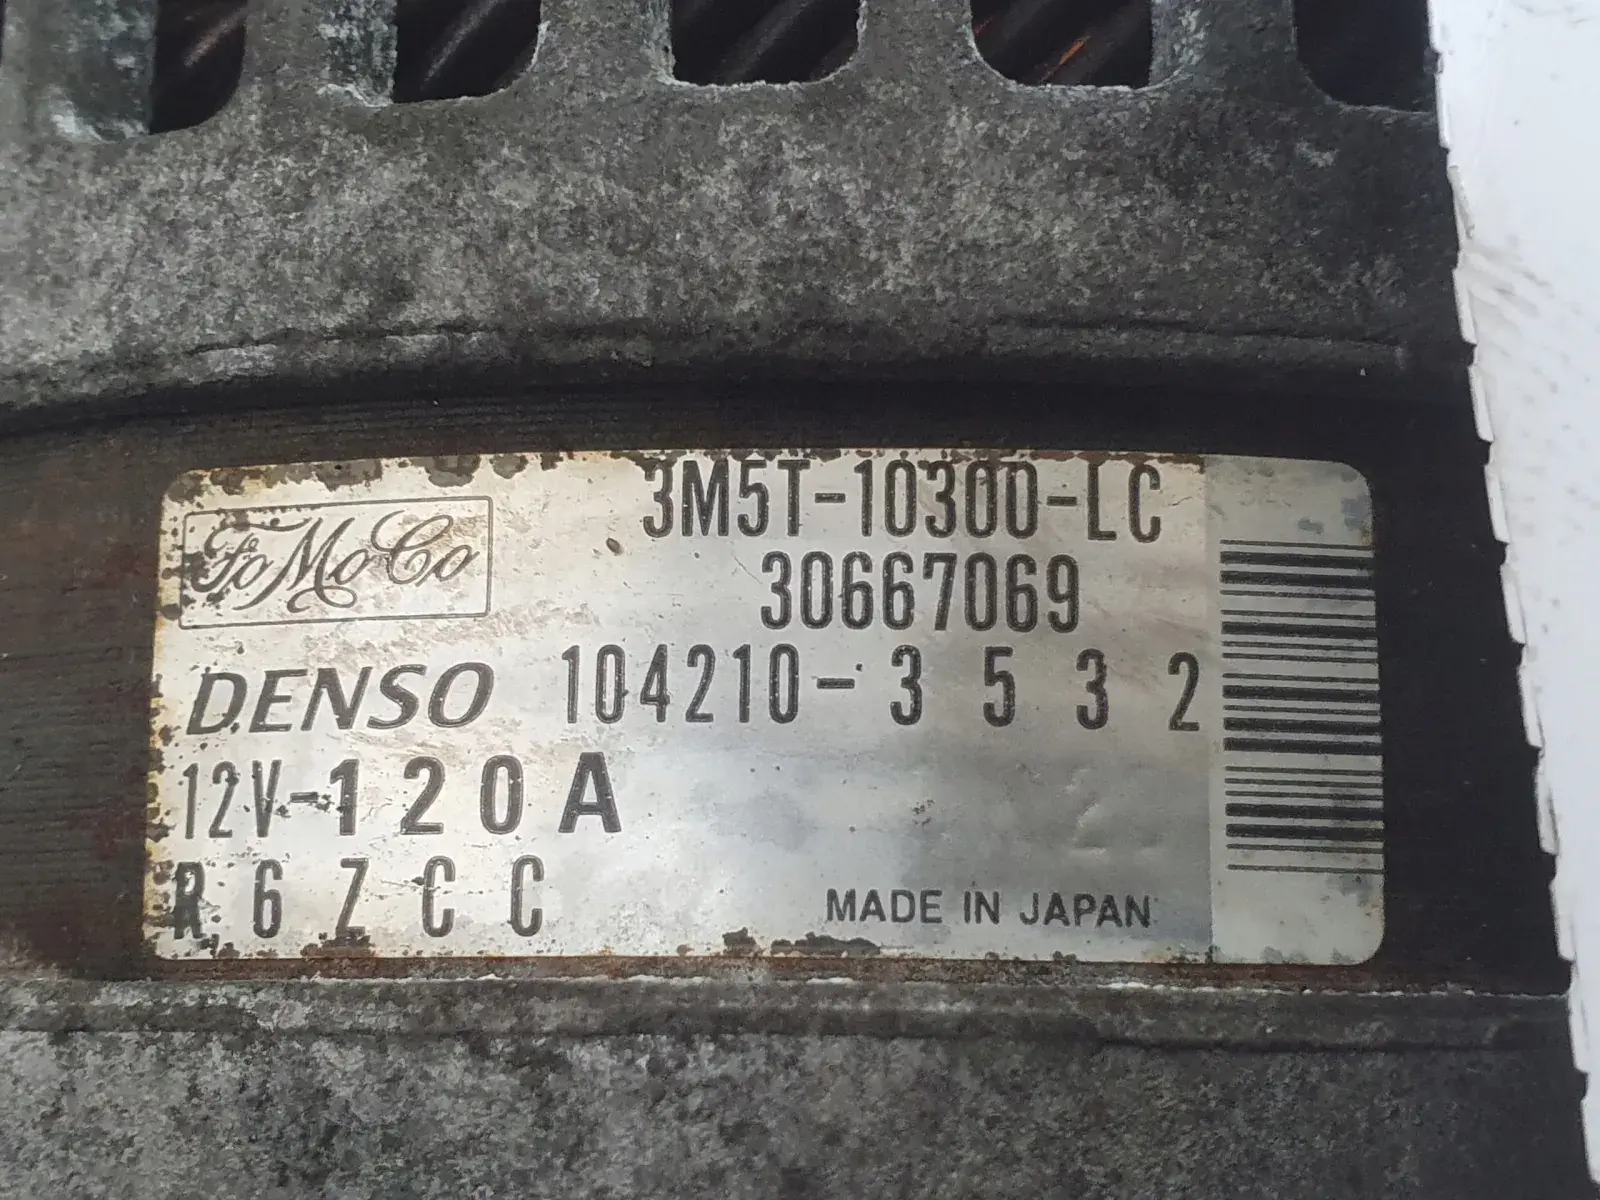 FoMoCo
3M5T-10300-LC
30667069
DENSO 104210-3532
12V-120A
R6ZCC
MADE IN JAPAN